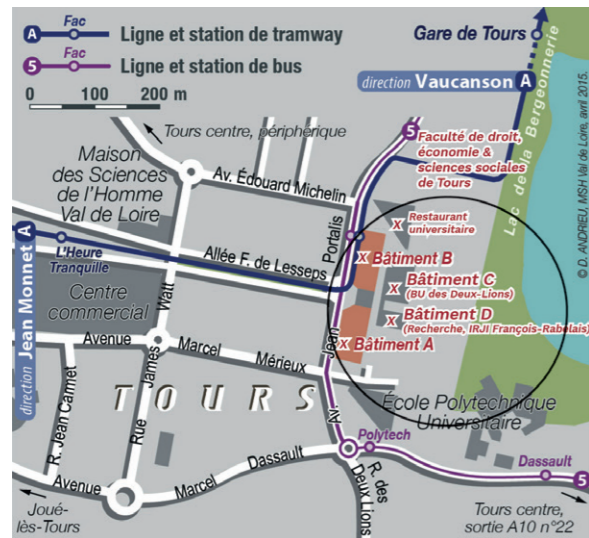 Fac
A
Ligne et station de tramway
Fac
5
Ligne et station de bus
0 100 200 m
Gare de Tours
direction Vaucanson A
Lac de la Bergeonnerie
© D. ANDRIEU, MSH Val de Loire, avril 2015.
Tours centre, périphérique
5
Faculté de droit,
économie &
sciences sociales
de Tours
Maison
des Sciences
de l'Homme
Val de Loire
Av. Édouard Michelin
Portalis
X Restaurant
universitaire
A
L'Heure
Tranquille
Allée F. de Lesseps
X Bâtiment B
direction Jean Monnet
Centre
commercial
Watt
X Bâtiment C
(BU des Deux-Lions)
X Bâtiment D
(Recherche, IRJI François-Rabelais)
X Bâtiment A
Avenue Marcel Mérieux
Jean
James
R. Jean Carmet
TOURS
École Polytechnique
Universitaire
Av.
Rue
Polytech
Dassault
R. des
Deux Lions
Avenue Marcel Dassault
5
Joué-
lès-Tours
Tours centre,
sortie A10 n°22